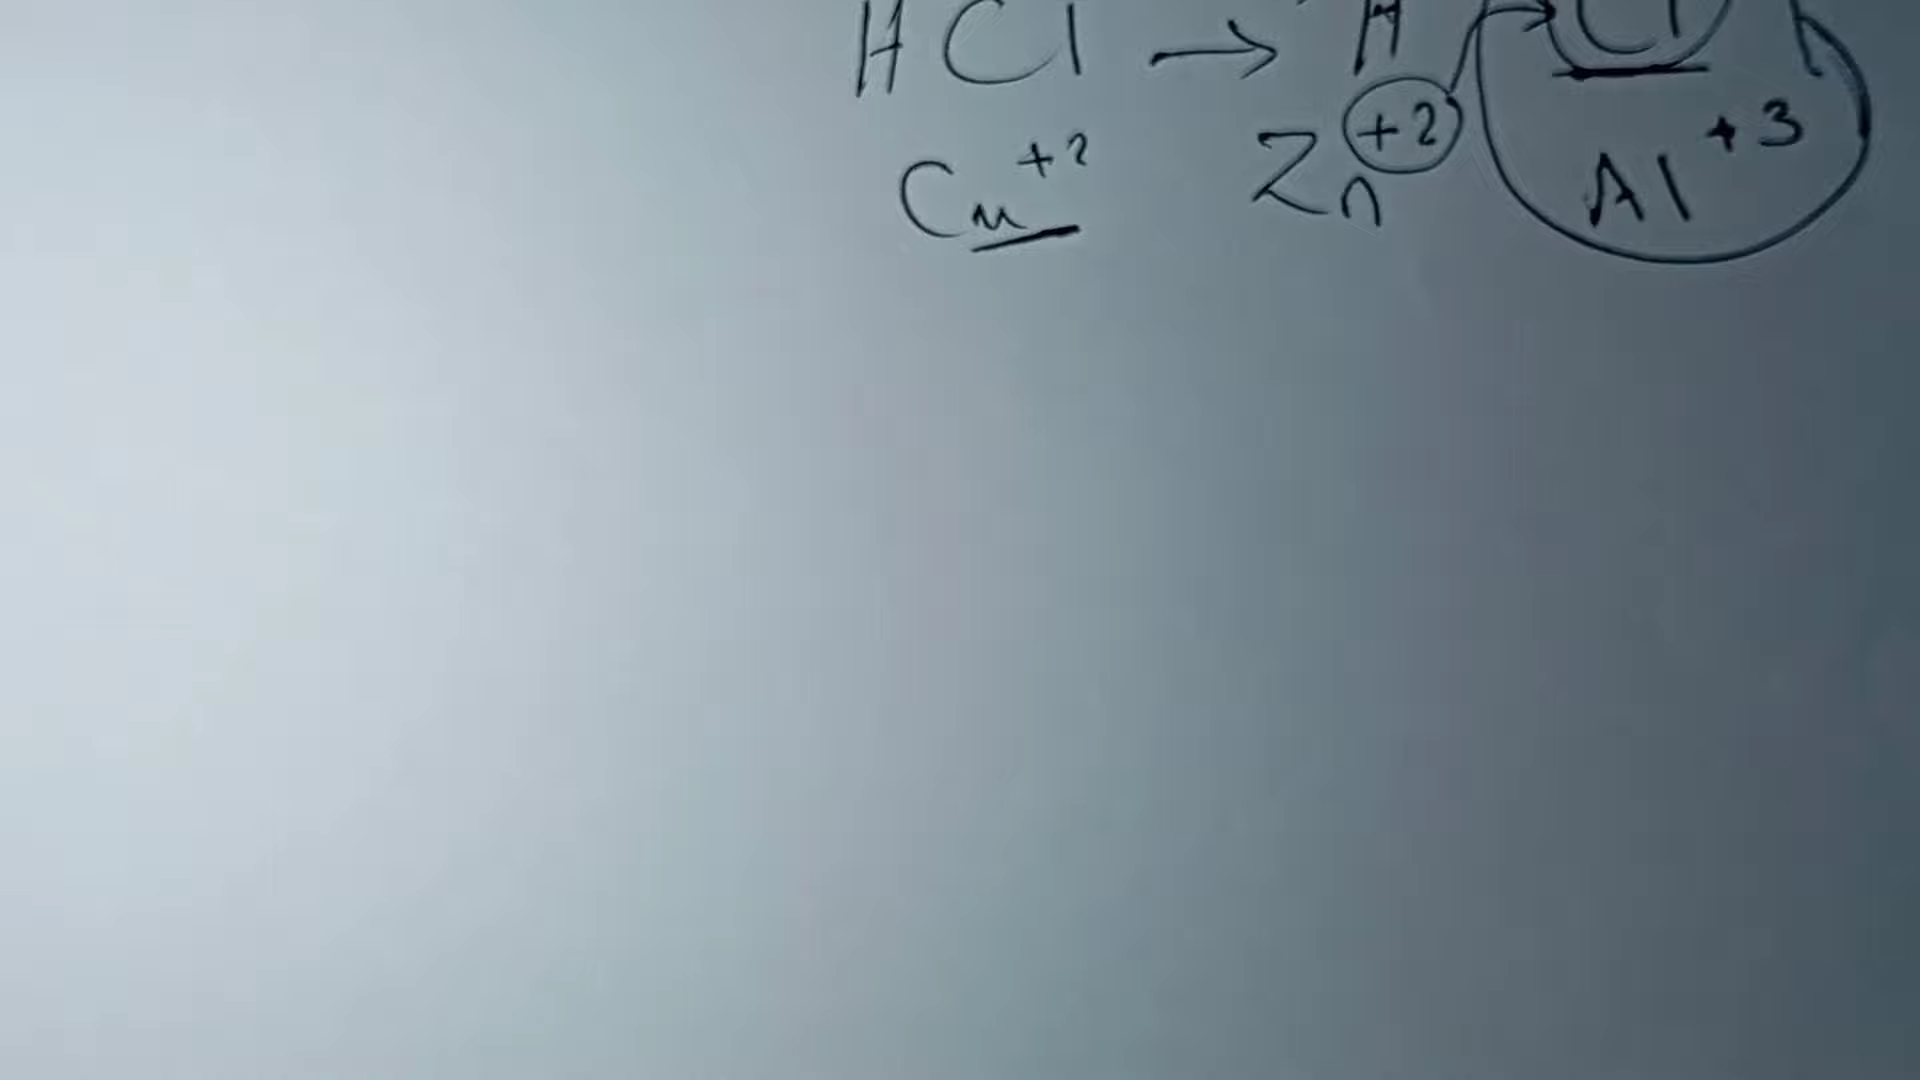 HCl → H Cl
Cu+2 Zn+2 Al+3